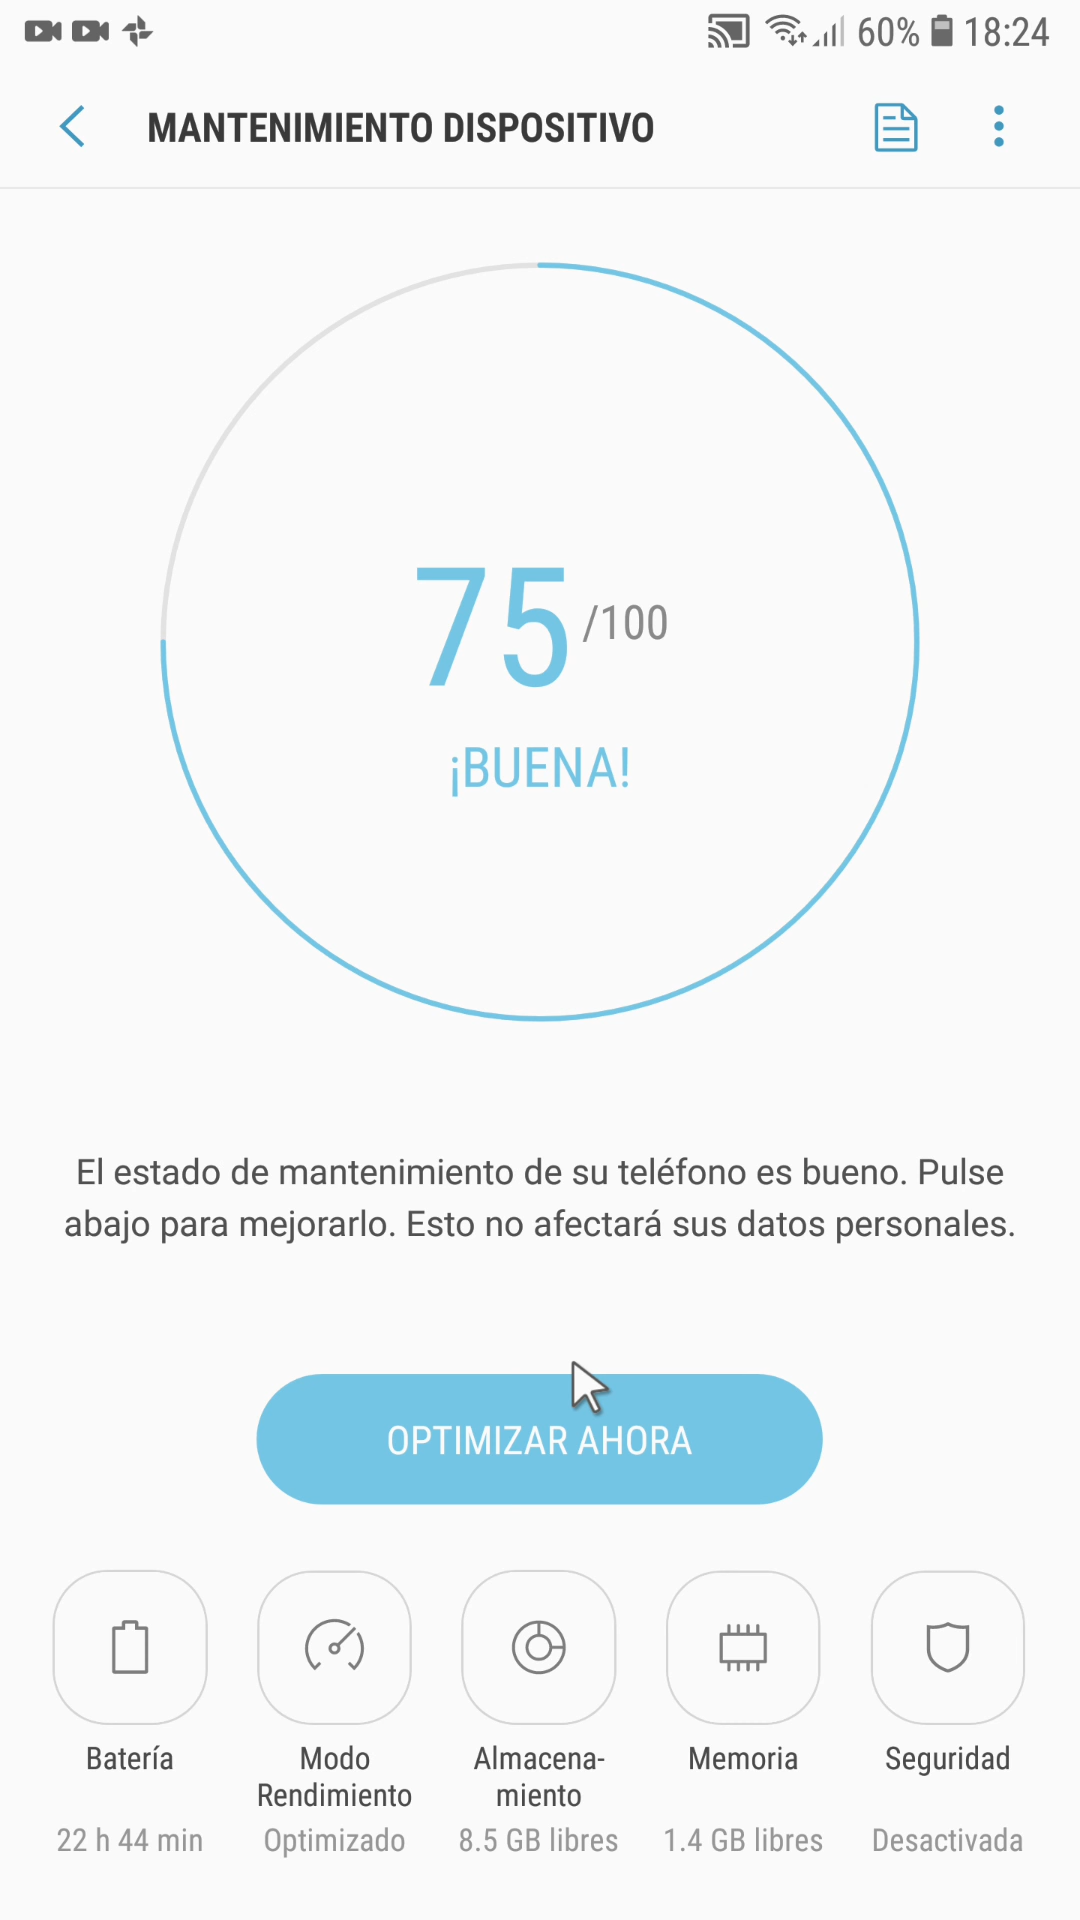 60% 18:24
MANTENIMIENTO DISPOSITIVO
75 /100
¡BUENA!
El estado de mantenimiento de su teléfono es bueno. Pulse
abajo para mejorarlo. Esto no afectará sus datos personales.
OPTIMIZAR AHORA
Batería
22 h 44 min
Modo
Rendimiento
Optimizado
Almacena-
miento
8.5 GB libres
Memoria
1.4 GB libres
Seguridad
Desactivada